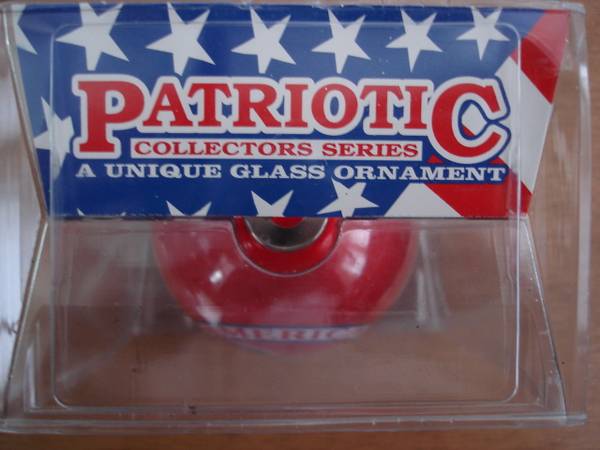 PATRIOTIC
COLLECTORS SERIES
A UNIQUE GLASS ORNAMENT